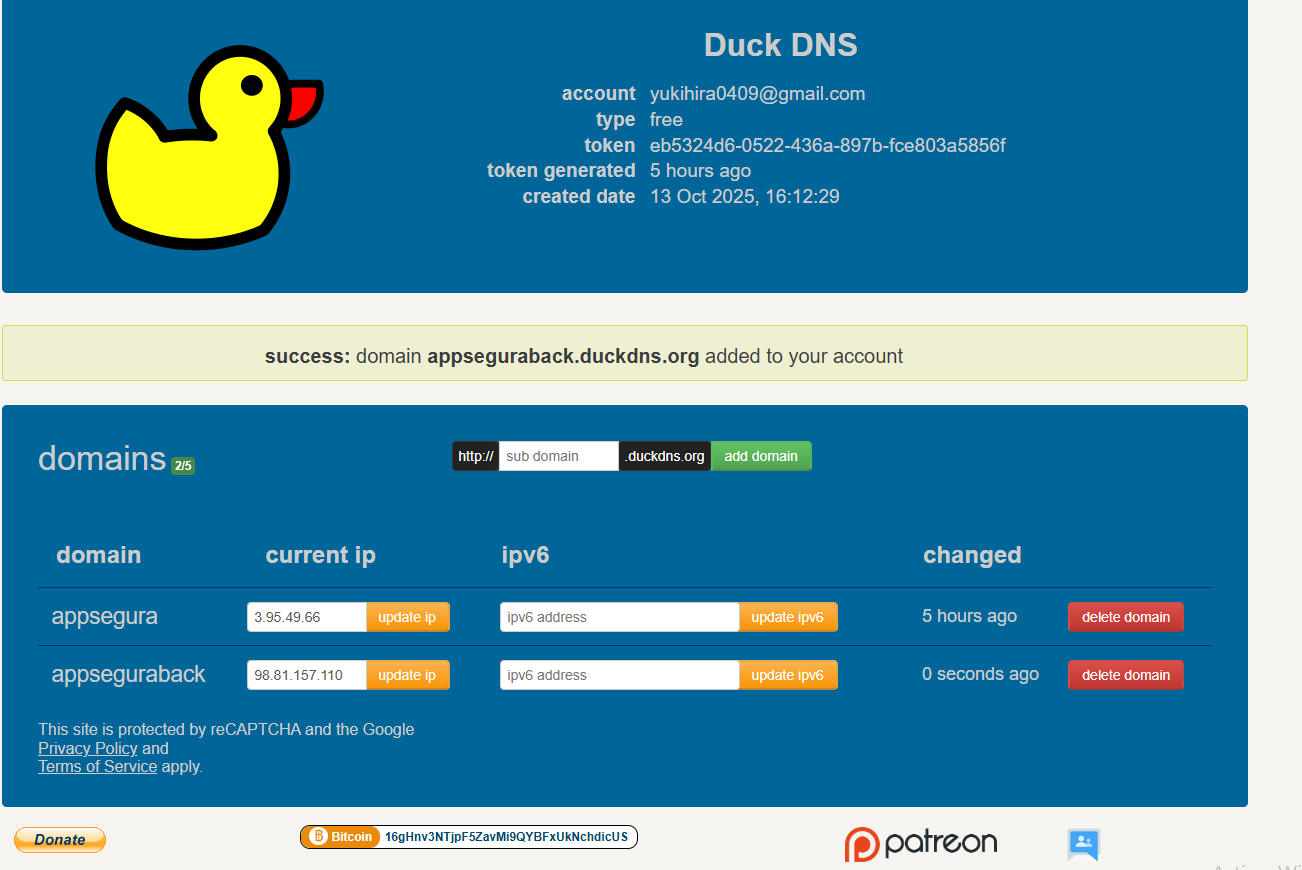 Duck DNS
account yukihira0409@gmail.com
type free
token eb5324d6-0522-436a-897b-fce803a5856f
token generated 5 hours ago
created date 13 Oct 2025, 16:12:29
success: domain appseguraback.duckdns.org added to your account
domains 2/5
http:// sub domain .duckdns.org add domain
domain current ip ipv6 changed
appsegura 3.95.49.66 update ip ipv6 address update ipv6 5 hours ago delete domain
appseguraback 98.81.157.110 update ip ipv6 address update ipv6 0 seconds ago delete domain
This site is protected by reCAPTCHA and the Google
Privacy Policy and
Terms of Service apply.
Donate Bitcoin 16gHnv3NTjpF5ZavMi9QYBFxUkNchdicUS patreon